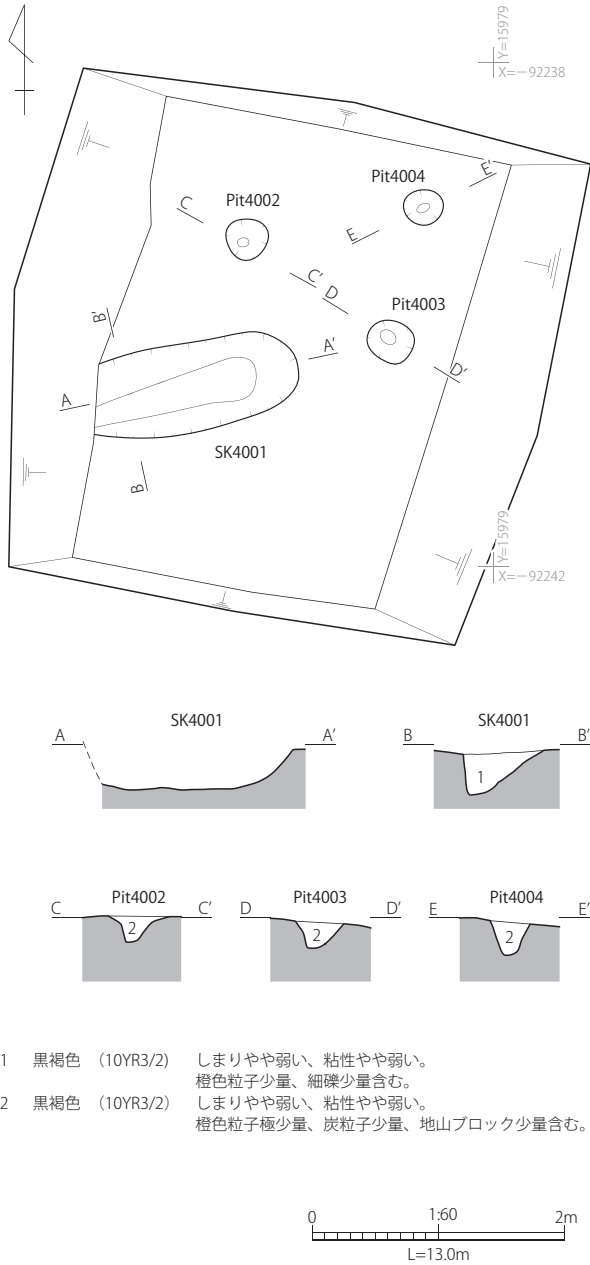 Y=15979
X=－92238
Pit4004
E'
Pit4002
C
E
C'
D
Pit4003
B'
A'
D'
A
SK4001
B
Y=15979
X=－92242
SK4001
SK4001
A
A'
B
B'
1
Pit4002
Pit4003
Pit4004
C
C'
D
D'
E
E'
2
2
2
1 黒褐色 （10YR3/2） しまりやや弱い、粘性やや弱い。
橙色粒子少量、細礫少量含む。
2 黒褐色 （10YR3/2） しまりやや弱い、粘性やや弱い。
橙色粒子極少量、炭粒子少量、地山ブロック少量含む。
0
1:60
2m
L=13.0m